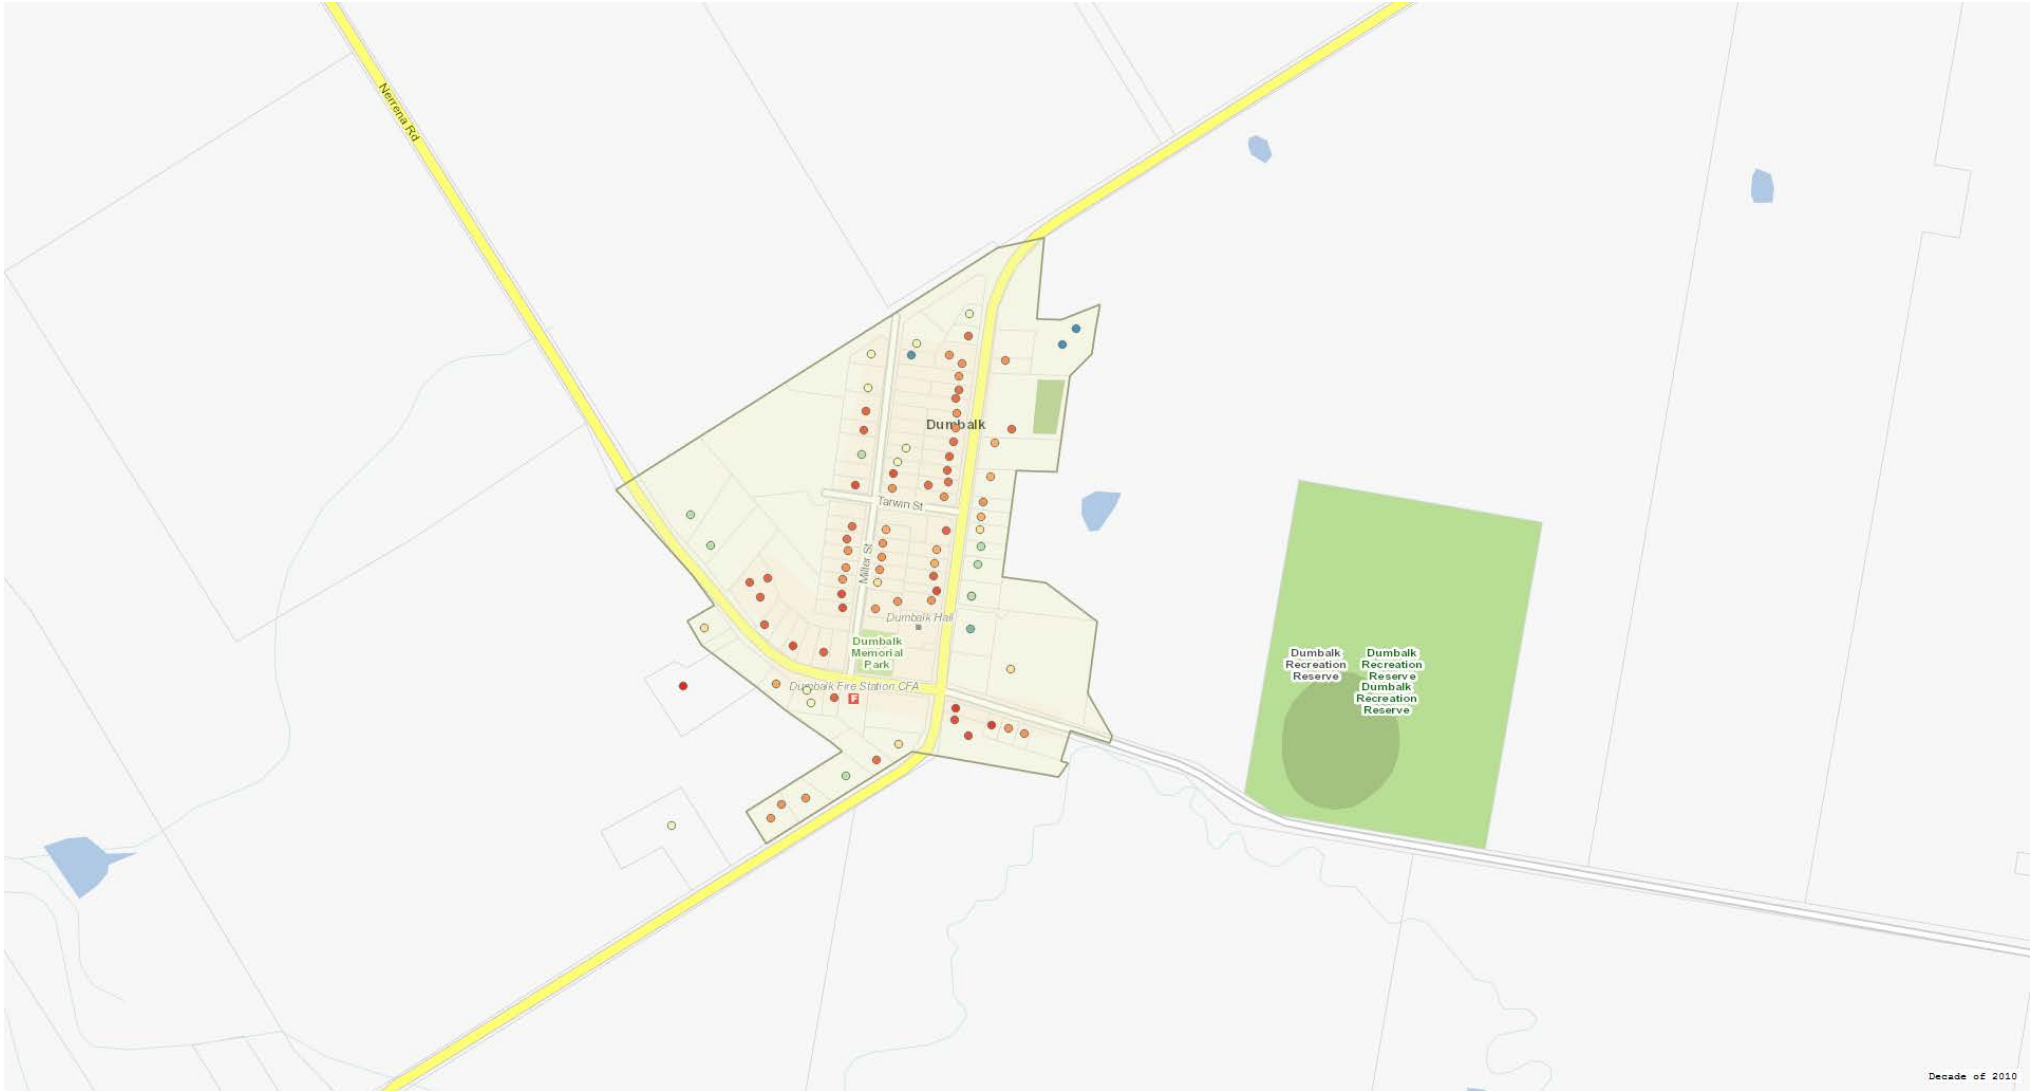 Nerrena Rd
Dumbalk
Tarwin St
Milter St
Dumbalk Hall
Dumbalk
Memorial
Park
Dumbalk Fire Station CFA
F
Dumbalk
Recreation
Reserve
Dumbalk
Recreation
Reserve
Dumbalk
Recreation
Reserve
Decade of 2010